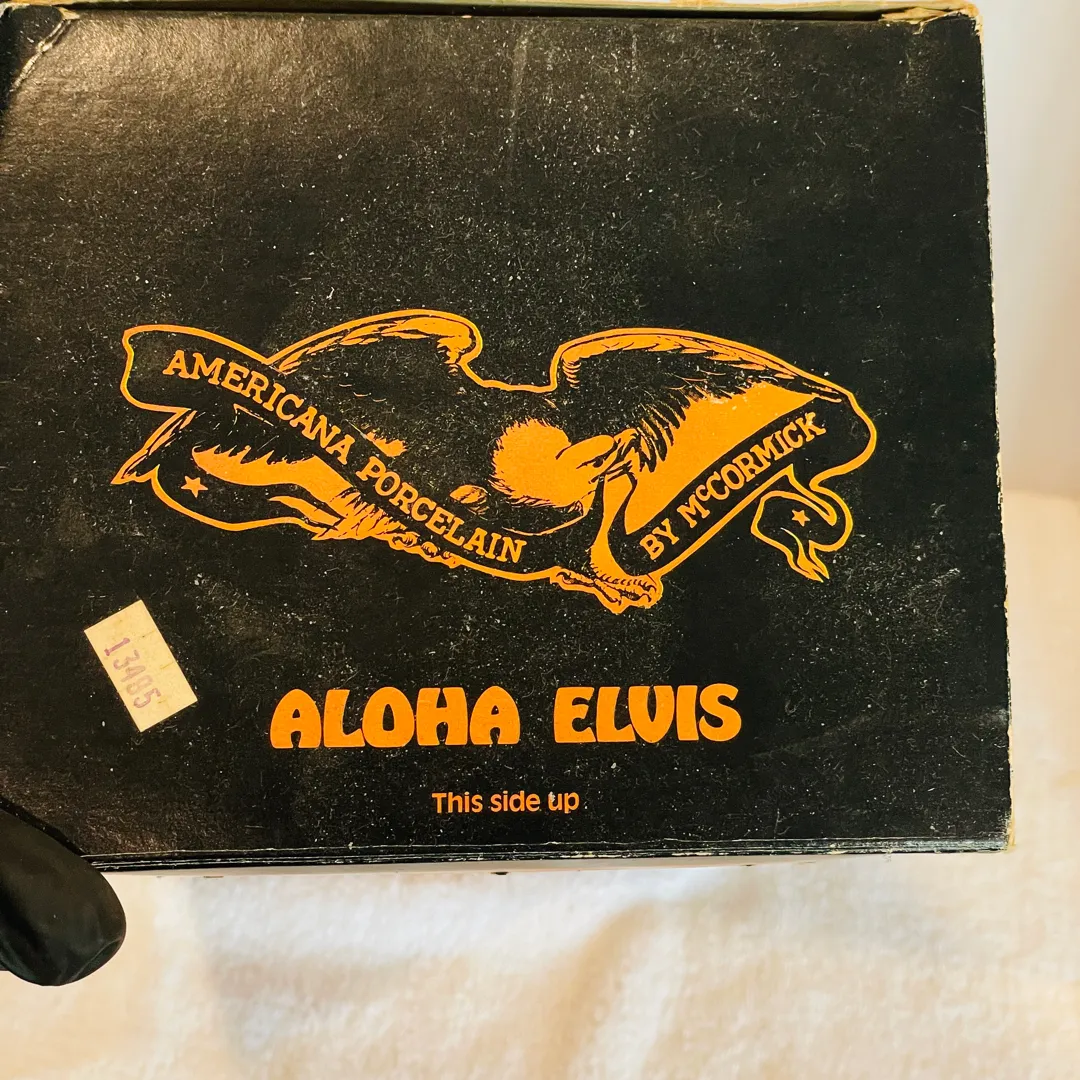 AMERICANA PORCELAIN
BY McCORMICK
13485
ALOHA ELVIS
This side up